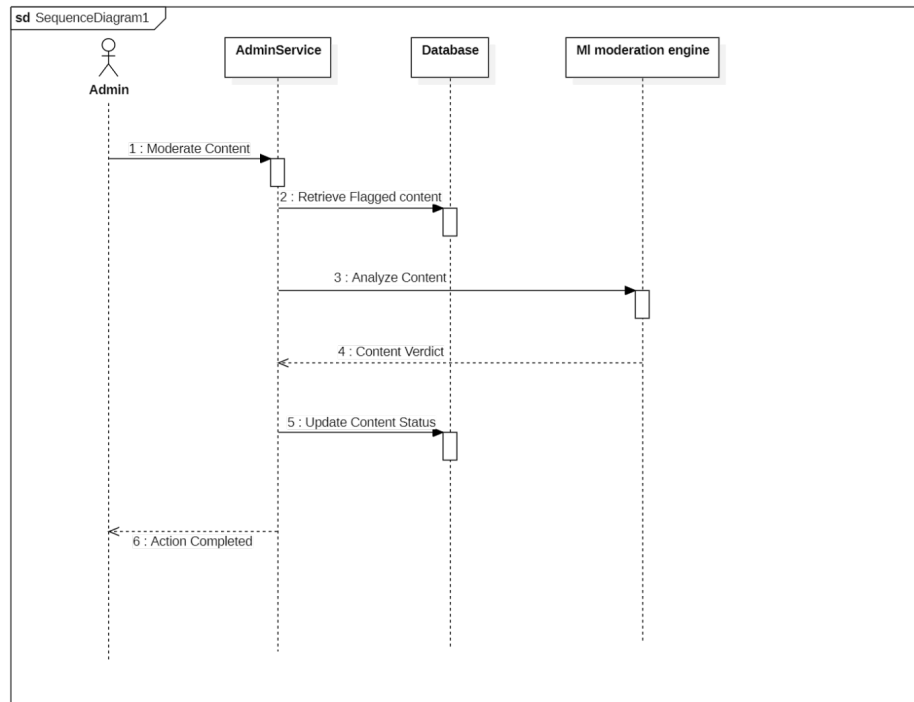 sd SequenceDiagram1
AdminService
Database
Ml moderation engine
Admin
1 : Moderate Content
2 : Retrieve Flagged content
3 : Analyze Content
4 : Content Verdict
5 : Update Content Status
6 : Action Completed